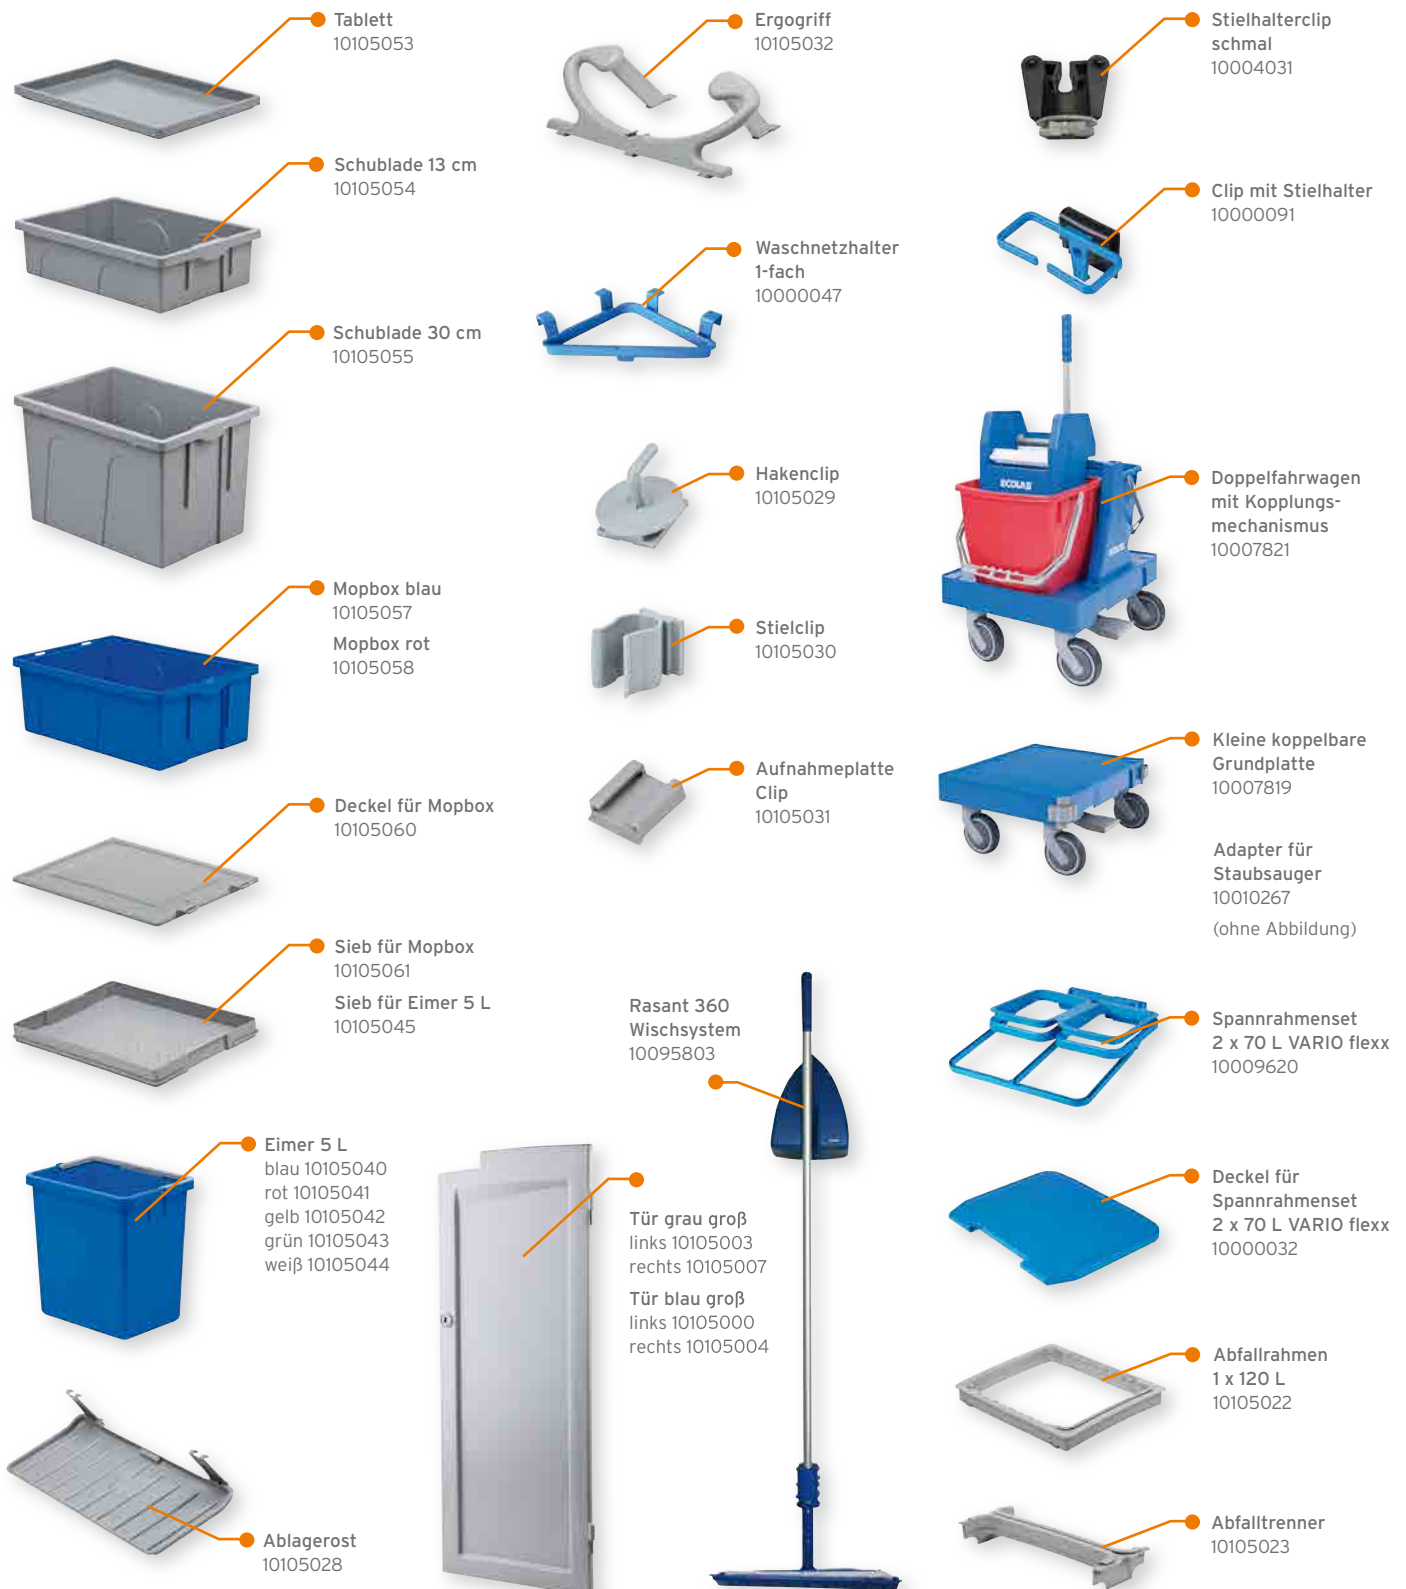 Tablett
10105053
Schublade 13 cm
10105054
Schublade 30 cm
10105055
Mopbox blau
10105057
Mopbox rot
10105058
Deckel für Mopbox
10105060
Sieb für Mopbox
10105061
Sieb für Eimer 5 L
10105045
Eimer 5 L
blau 10105040
rot 10105041
gelb 10105042
grün 10105043
weiß 10105044
Ablagerost
10105028
Ergogriff
10105032
Waschnetzhalter
1-fach
10000047
Hakenclip
10105029
Stielclip
10105030
Aufnahmeplatte
Clip
10105031
Rasant 360
Wischsystem
10095803
Tür grau groß
links 10105003
rechts 10105007
Tür blau groß
links 10105000
rechts 10105004
Stielhalterclip
schmal
10004031
Clip mit Stielhalter
10000091
ECOLAB
Doppelfahrwagen
mit Kopplungs-
mechanismus
10007821
Kleine koppelbare
Grundplatte
10007819
Adapter für
Staubsauger
10010267
(ohne Abbildung)
Spannrahmenset
2 x 70 L VARIO flexx
10009620
Deckel für
Spannrahmenset
2 x 70 L VARIO flexx
10000032
Abfallrahmen
1 x 120 L
10105022
Abfalltrenner
10105023